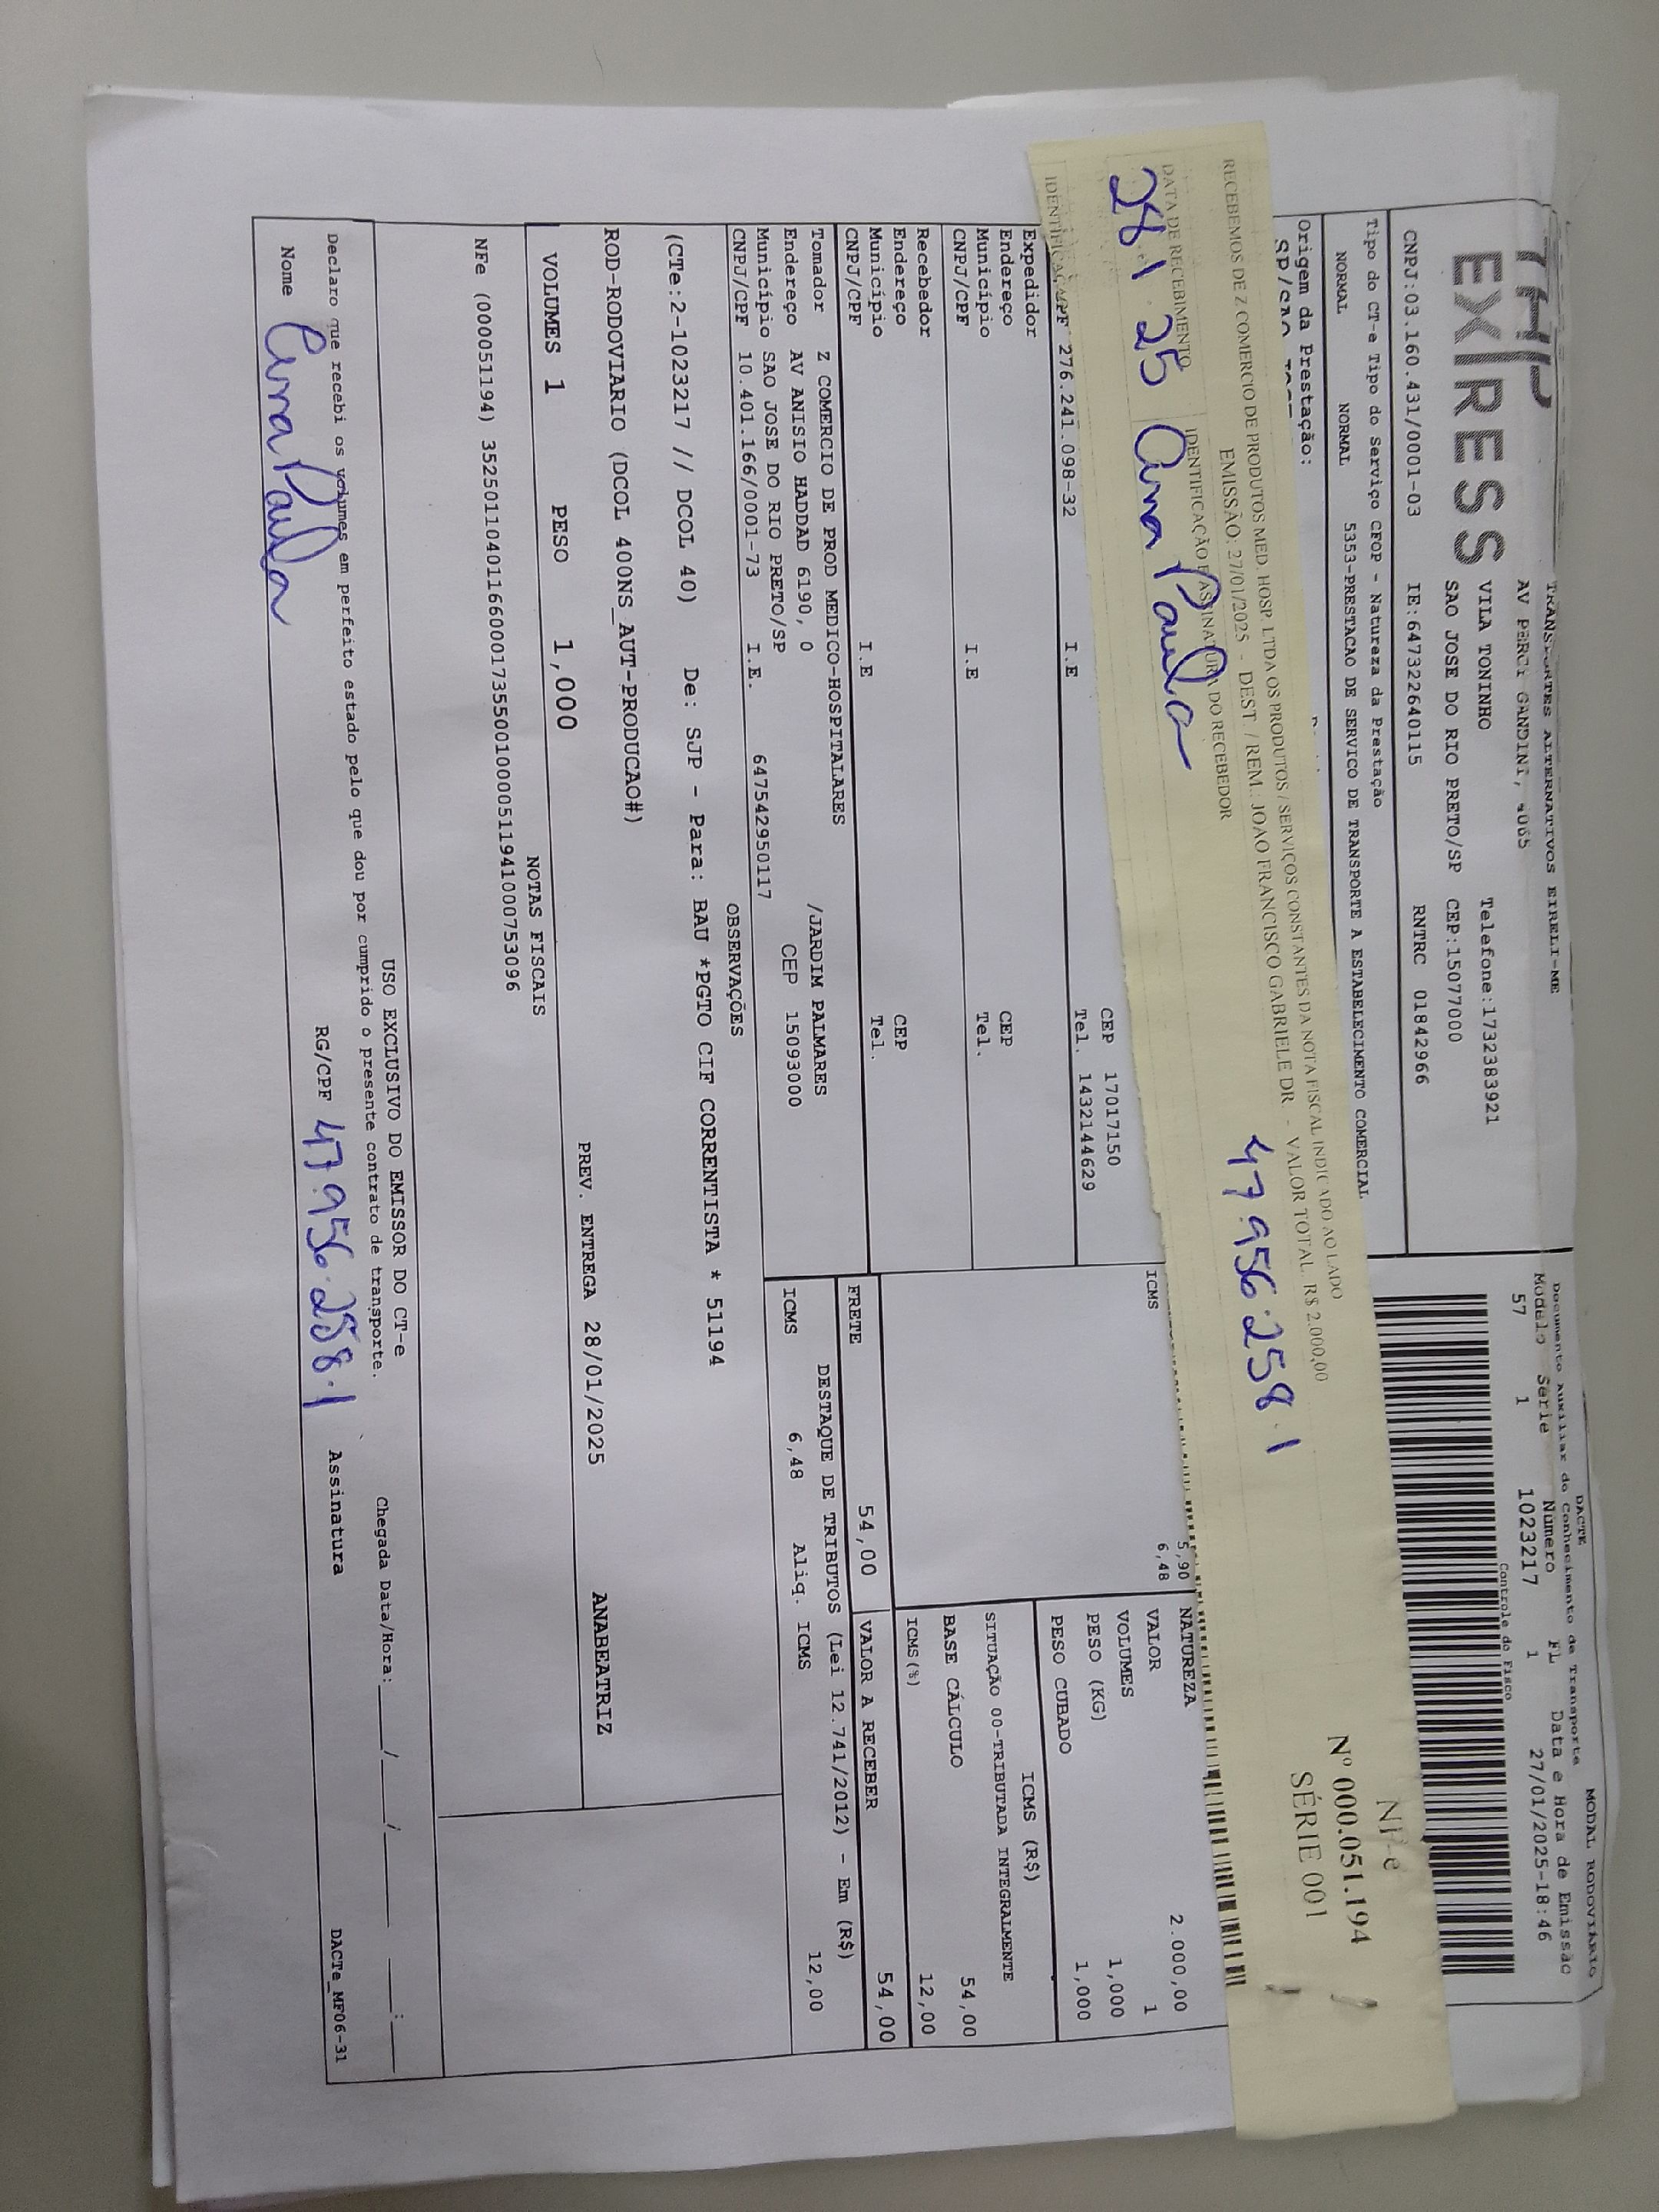 TRANSPORTES ALTERNATIVOS EIRELI-ME
AV PERCY GANDINI, 4065
VILA TONINHO Telefone:1732383921
SAO JOSE DO RIO PRETO/SP CEP:15077000
EXPRESS
CNPJ:03.160.431/0001-03 IE:647322640115 RNTRC 01842966
DACTE MODAL RODOVIARIO
Documento Auxiliar do Conhecimento de Transporte
Modelo Série Número FL Data e Hora de Emissão
57 1 1023217 1 27/01/2025-18:46
Controle do Fisco
Tipo do CT-e Tipo do Serviço CFOP - Natureza da Prestação
NORMAL NORMAL 5353-PRESTACAO DE SERVICO DE TRANSPORTE A ESTABELECIMENTO COMERCIAL
Origem da Prestação:
RECEBEMOS DE Z COMERCIO DE PRODUTOS MED. HOSP. LTDA OS PRODUTOS / SERVIÇOS CONSTANTES DA NOTA FISCAL INDICADO AO LADO
EMISSÃO: 27/01/2025 - DEST. / REM.: JOAO FRANCISCO GABRIELE DR - VALOR TOTAL: R$ 2.000,00
DATA DE RECEBIMENTO IDENTIFICAÇÃO E ASSINATURA DO RECEBEDOR
28 1 25 Ana Paula 47 956.258.1
NF-e
Nº 000.051.194
SÉRIE 001
CEP 17017150
276.241.098-32 I.E Tel. 1432144629
Expedidor
Endereço CEP
Município Tel.
CNPJ/CPF I.E
Recebedor
Endereço CEP
Município Tel.
CNPJ/CPF I.E
5,90
ICMS 6,48
NATUREZA
VALOR 2.000,00
VOLUMES 1
PESO (KG) 1,000
PESO CUBADO 1,000
ICMS (R$)
SITUAÇÃO 00-TRIBUTADA INTEGRALMENTE
BASE CÁLCULO 54,00
ICMS(%) 12,00
FRETE 54,00 VALOR A RECEBER 54,00
Tomador Z COMERCIO DE PROD MEDICO-HOSPITALARES
Endereço AV ANISIO HADDAD 6190, 0 /JARDIM PALMARES
Município SAO JOSE DO RIO PRETO/SP CEP 15093000
CNPJ/CPF 10.401.166/0001-73 I.E. 647542950117
DESTAQUE DE TRIBUTOS (Lei 12.741/2012) - Em (R$)
ICMS 6,48 Aliq. ICMS 12,00
OBSERVAÇÕES
(CTe:2-1023217 // DCOL 40) De: SJP - Para: BAU *PGTO CIF CORRENTISTA * 51194
ROD-RODOVIARIO (DCOL 400NS_AUT-PRODUCAO#)
VOLUMES 1 PESO 1,000 PREV. ENTREGA 28/01/2025 ANABEATRIZ
NOTAS FISCAIS
NFe (000051194) 35250110401166000173550010000511941000753096
USO EXCLUSIVO DO EMISSOR DO CT-e
Declaro que recebi os volumes em perfeito estado pelo que dou por cumprido o presente contrato de transporte. Chegada Data/Hora: ____/____/______ ____:____
Nome Ana Paula RG/CPF 47 956.258.1 Assinatura
DACTe_MF06-31